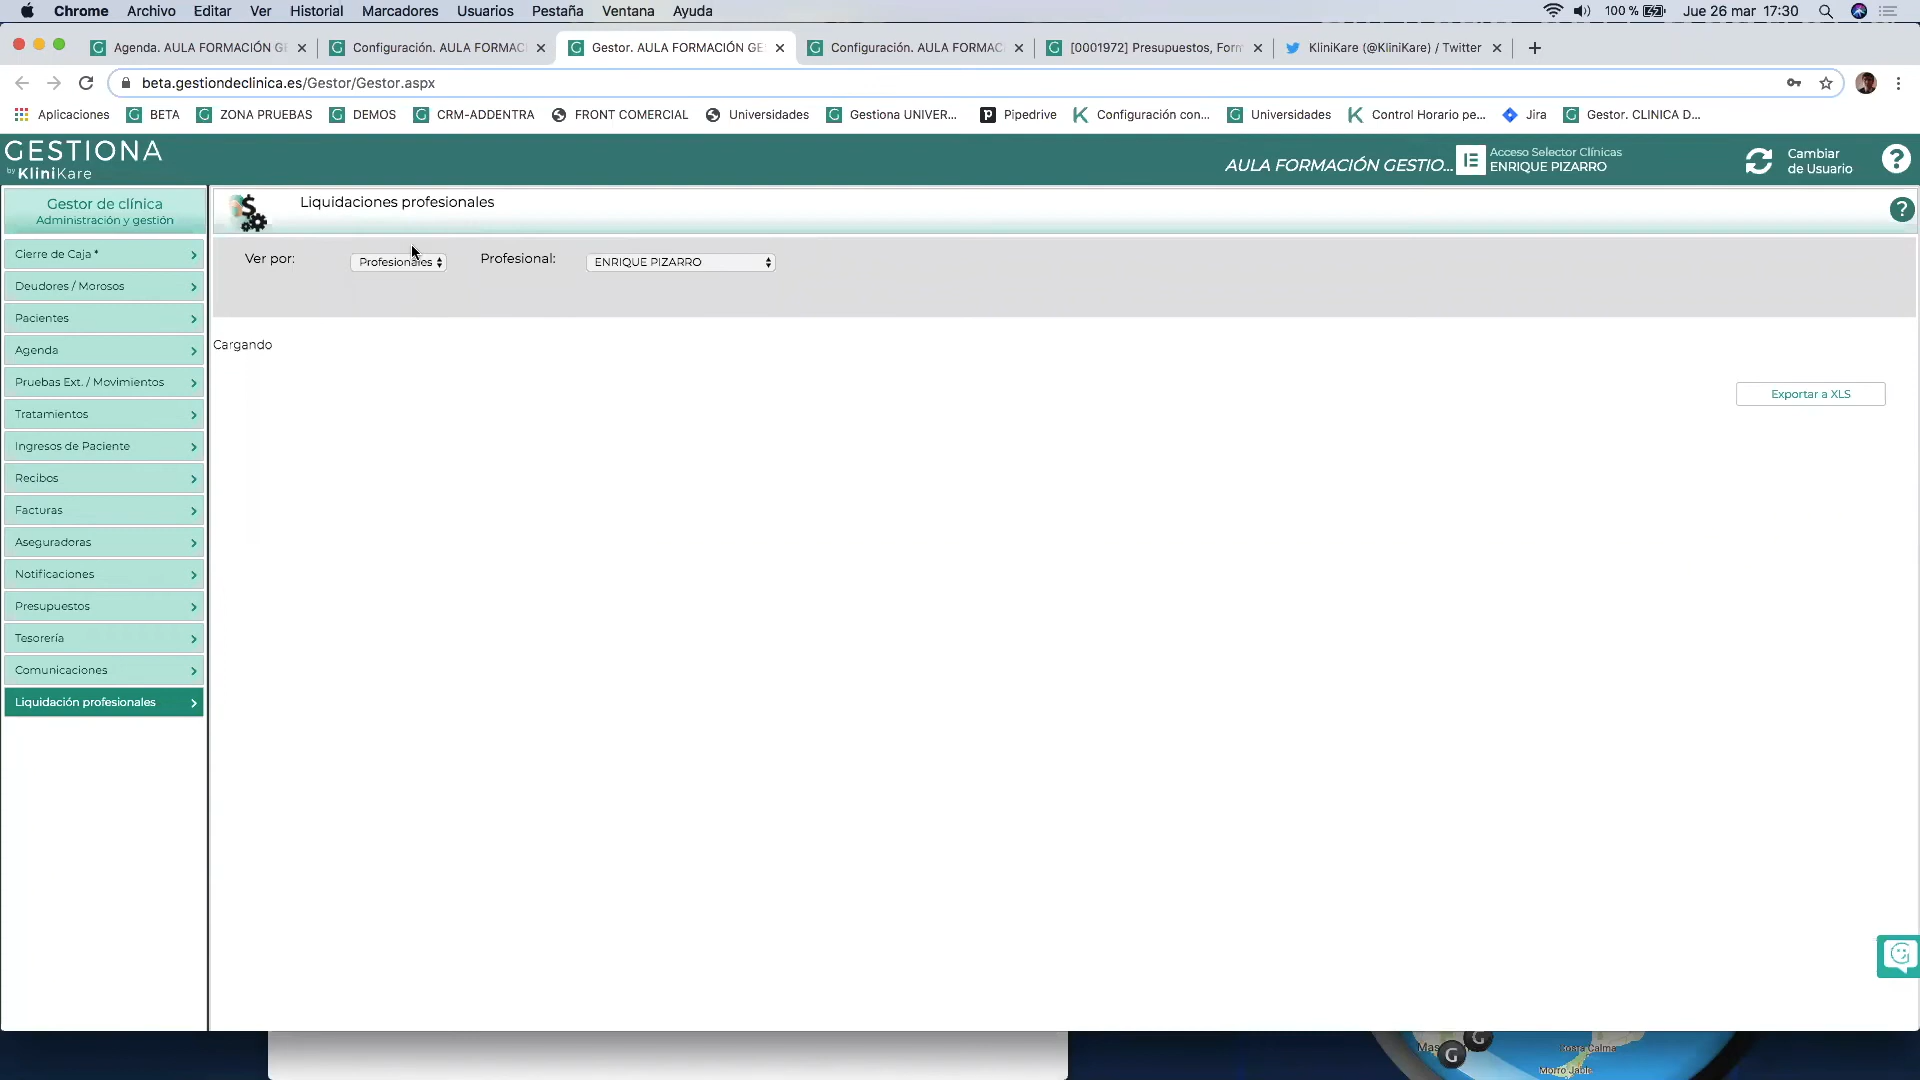 Chrome Archivo Editar Ver Historial Marcadores Usuarios Pestaña Ventana Ayuda 100 % Jue 26 mar 17:30
Agenda. AULA FORMACIÓN GE Configuración. AULA FORMAC Gestor. AULA FORMACIÓN GE Configuración. AULA FORMAC [0001972] Presupuestos, Form KliniKare (@KliniKare) / Twitter
beta.gestiondeclinica.es/Gestor/Gestor.aspx
Aplicaciones BETA ZONA PRUEBAS DEMOS CRM-ADDENTRA FRONT COMERCIAL Universidades Gestiona UNIVER... Pipedrive Configuración con... Universidades Control Horario pe... Jira Gestor. CLINICA D...
GESTIONA
by KliniKare
AULA FORMACIÓN GESTIO...
Acceso Selector Clínicas
ENRIQUE PIZARRO
Cambiar
de Usuario
?
Gestor de clínica
Administración y gestión
Cierre de Caja *
Deudores / Morosos
Pacientes
Agenda
Pruebas Ext. / Movimientos
Tratamientos
Ingresos de Paciente
Recibos
Facturas
Aseguradoras
Notificaciones
Presupuestos
Tesorería
Comunicaciones
Liquidación profesionales
Liquidaciones profesionales
?
Ver por: Profesionales Profesional: ENRIQUE PIZARRO
Cargando
Exportar a XLS
Costa Calma
Morro Jable